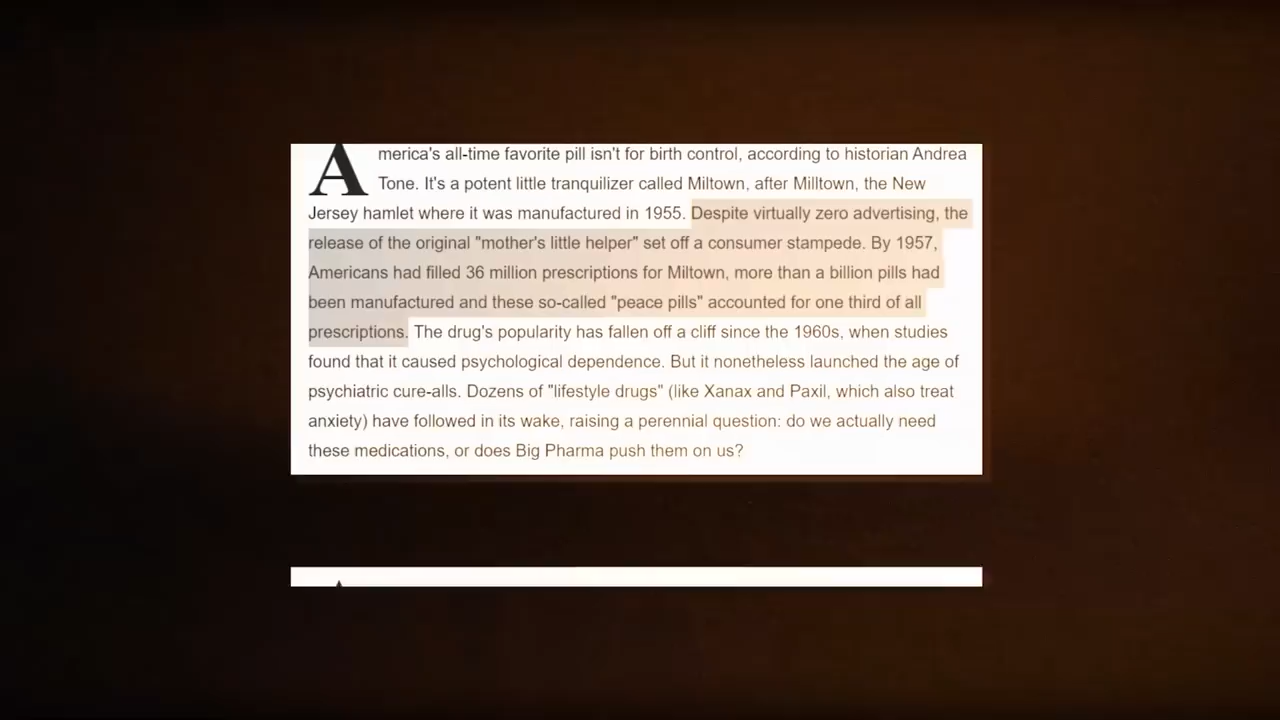 America's all-time favorite pill isn't for birth control, according to historian Andrea
Tone. It's a potent little tranquilizer called Miltown, after Milltown, the New
Jersey hamlet where it was manufactured in 1955. Despite virtually zero advertising, the
release of the original "mother's little helper" set off a consumer stampede. By 1957,
Americans had filled 36 million prescriptions for Miltown, more than a billion pills had
been manufactured and these so-called "peace pills" accounted for one third of all
prescriptions. The drug's popularity has fallen off a cliff since the 1960s, when studies
found that it caused psychological dependence. But it nonetheless launched the age of
psychiatric cure-alls. Dozens of "lifestyle drugs" (like Xanax and Paxil, which also treat
anxiety) have followed in its wake, raising a perennial question: do we actually need
these medications, or does Big Pharma push them on us?